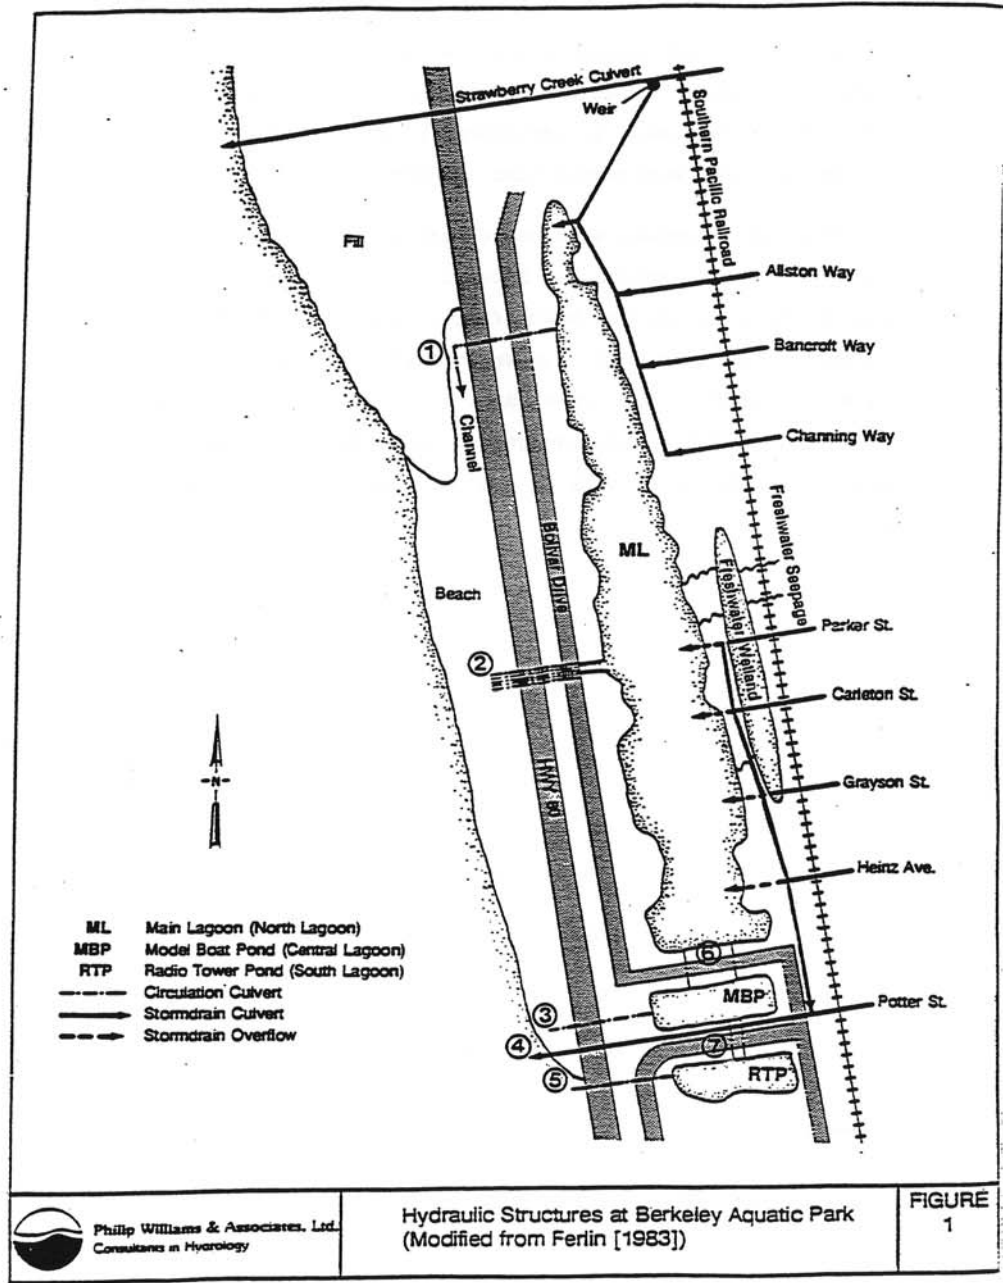 Strawberry Creek Culvert
Weir
Southern Pacific Railroad
Fill
Allston Way
1
Bancroft Way
Channel
Channing Way
Freshwater Seepage
Bolivar Drive
ML
Beach
Freshwater Wetland
Parker St.
2
Carleton St.
N
HWY 80
Grayson St.
Heinz Ave.
ML Main Lagoon (North Lagoon)
MBP Model Boat Pond (Central Lagoon)
RTP Radio Tower Pond (South Lagoon)
Circulation Culvert
Stormdrain Culvert
Stormdrain Overflow
6
MBP
Potter St.
3
4
7
5
RTP
Philip Williams & Associates, Ltd.
Consultants in Hydrology
Hydraulic Structures at Berkeley Aquatic Park
(Modified from Ferlin [1983])
FIGURE
1